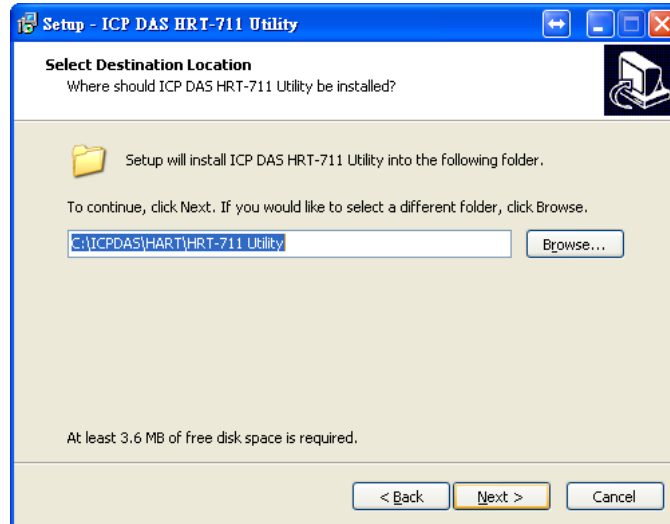 Setup - ICP DAS HRT-711 Utility
Select Destination Location
Where should ICP DAS HRT-711 Utility be installed?
Setup will install ICP DAS HRT-711 Utility into the following folder.
To continue, click Next. If you would like to select a different folder, click Browse.
C:\ICPDAS\HART\HRT-711 Utility
Browse...
At least 3.6 MB of free disk space is required.
< Back Next > Cancel